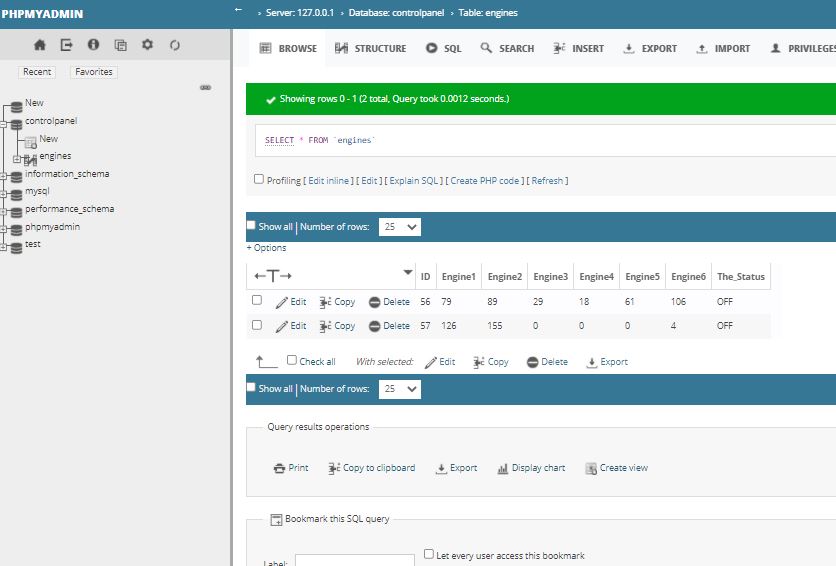 PHPMYADMIN
Recent Favorites
New
controlpanel
New
engines
information_schema
mysql
performance_schema
phpmyadmin
test
← › Server: 127.0.0.1 › Database: controlpanel › Table: engines
BROWSE STRUCTURE SQL SEARCH INSERT EXPORT IMPORT PRIVILEGES
Showing rows 0 - 1 (2 total, Query took 0.0012 seconds.)
SELECT * FROM `engines`
Profiling [ Edit inline ] [ Edit ] [ Explain SQL ] [ Create PHP code ] [ Refresh ]
Show all | Number of rows: 25
+ Options
←T→ ID Engine1 Engine2 Engine3 Engine4 Engine5 Engine6 The_Status
Edit Copy Delete 56 79 89 29 18 61 106 OFF
Edit Copy Delete 57 126 155 0 0 0 4 OFF
Check all With selected: Edit Copy Delete Export
Show all | Number of rows: 25
Query results operations
Print Copy to clipboard Export Display chart Create view
Bookmark this SQL query
Label: Let every user access this bookmark